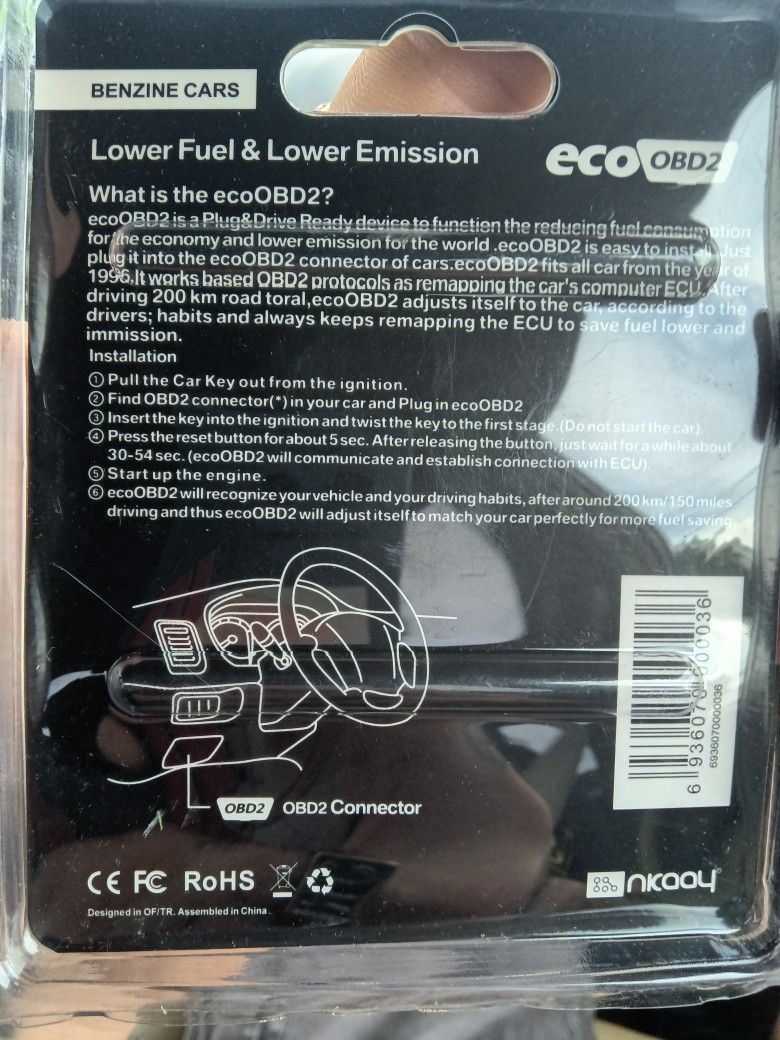 BENZINE CARS
Lower Fuel & Lower Emission
eco OBD2
What is the ecoOBD2?
ecoOBD2 is a Plug&Drive Ready device to function the reducing fuel consumption
for the economy and lower emission for the world .ecoOBD2 is easy to install. Just
plug it into the ecoOBD2 connector of cars.ecoOBD2 fits all car from the year of
1996.It works based OBD2 protocols as remapping the car's computer ECU. After
driving 200 km road toral,ecoOBD2 adjusts itself to the car, according to the
drivers; habits and always keeps remapping the ECU to save fuel lower and
immission.
Installation
① Pull the Car Key out from the ignition.
② Find OBD2 connector(*) in your car and Plug in ecoOBD2
③ Insert the key into the ignition and twist the key to the first stage.(Do not start the car).
④ Press the reset button for about 5 sec. After releasing the button, just wait for a while about
30-54 sec. (ecoOBD2 will communicate and establish connection with ECU).
⑤ Start up the engine.
⑥ ecoOBD2 will recognize your vehicle and your driving habits, after around 200 km/150 miles
driving and thus ecoOBD2 will adjust itself to match your car perfectly for more fuel saving.
OBD2 OBD2 Connector
6936070000036
CE FC RoHS
nkaay
Designed in OF/TR. Assembled in China.